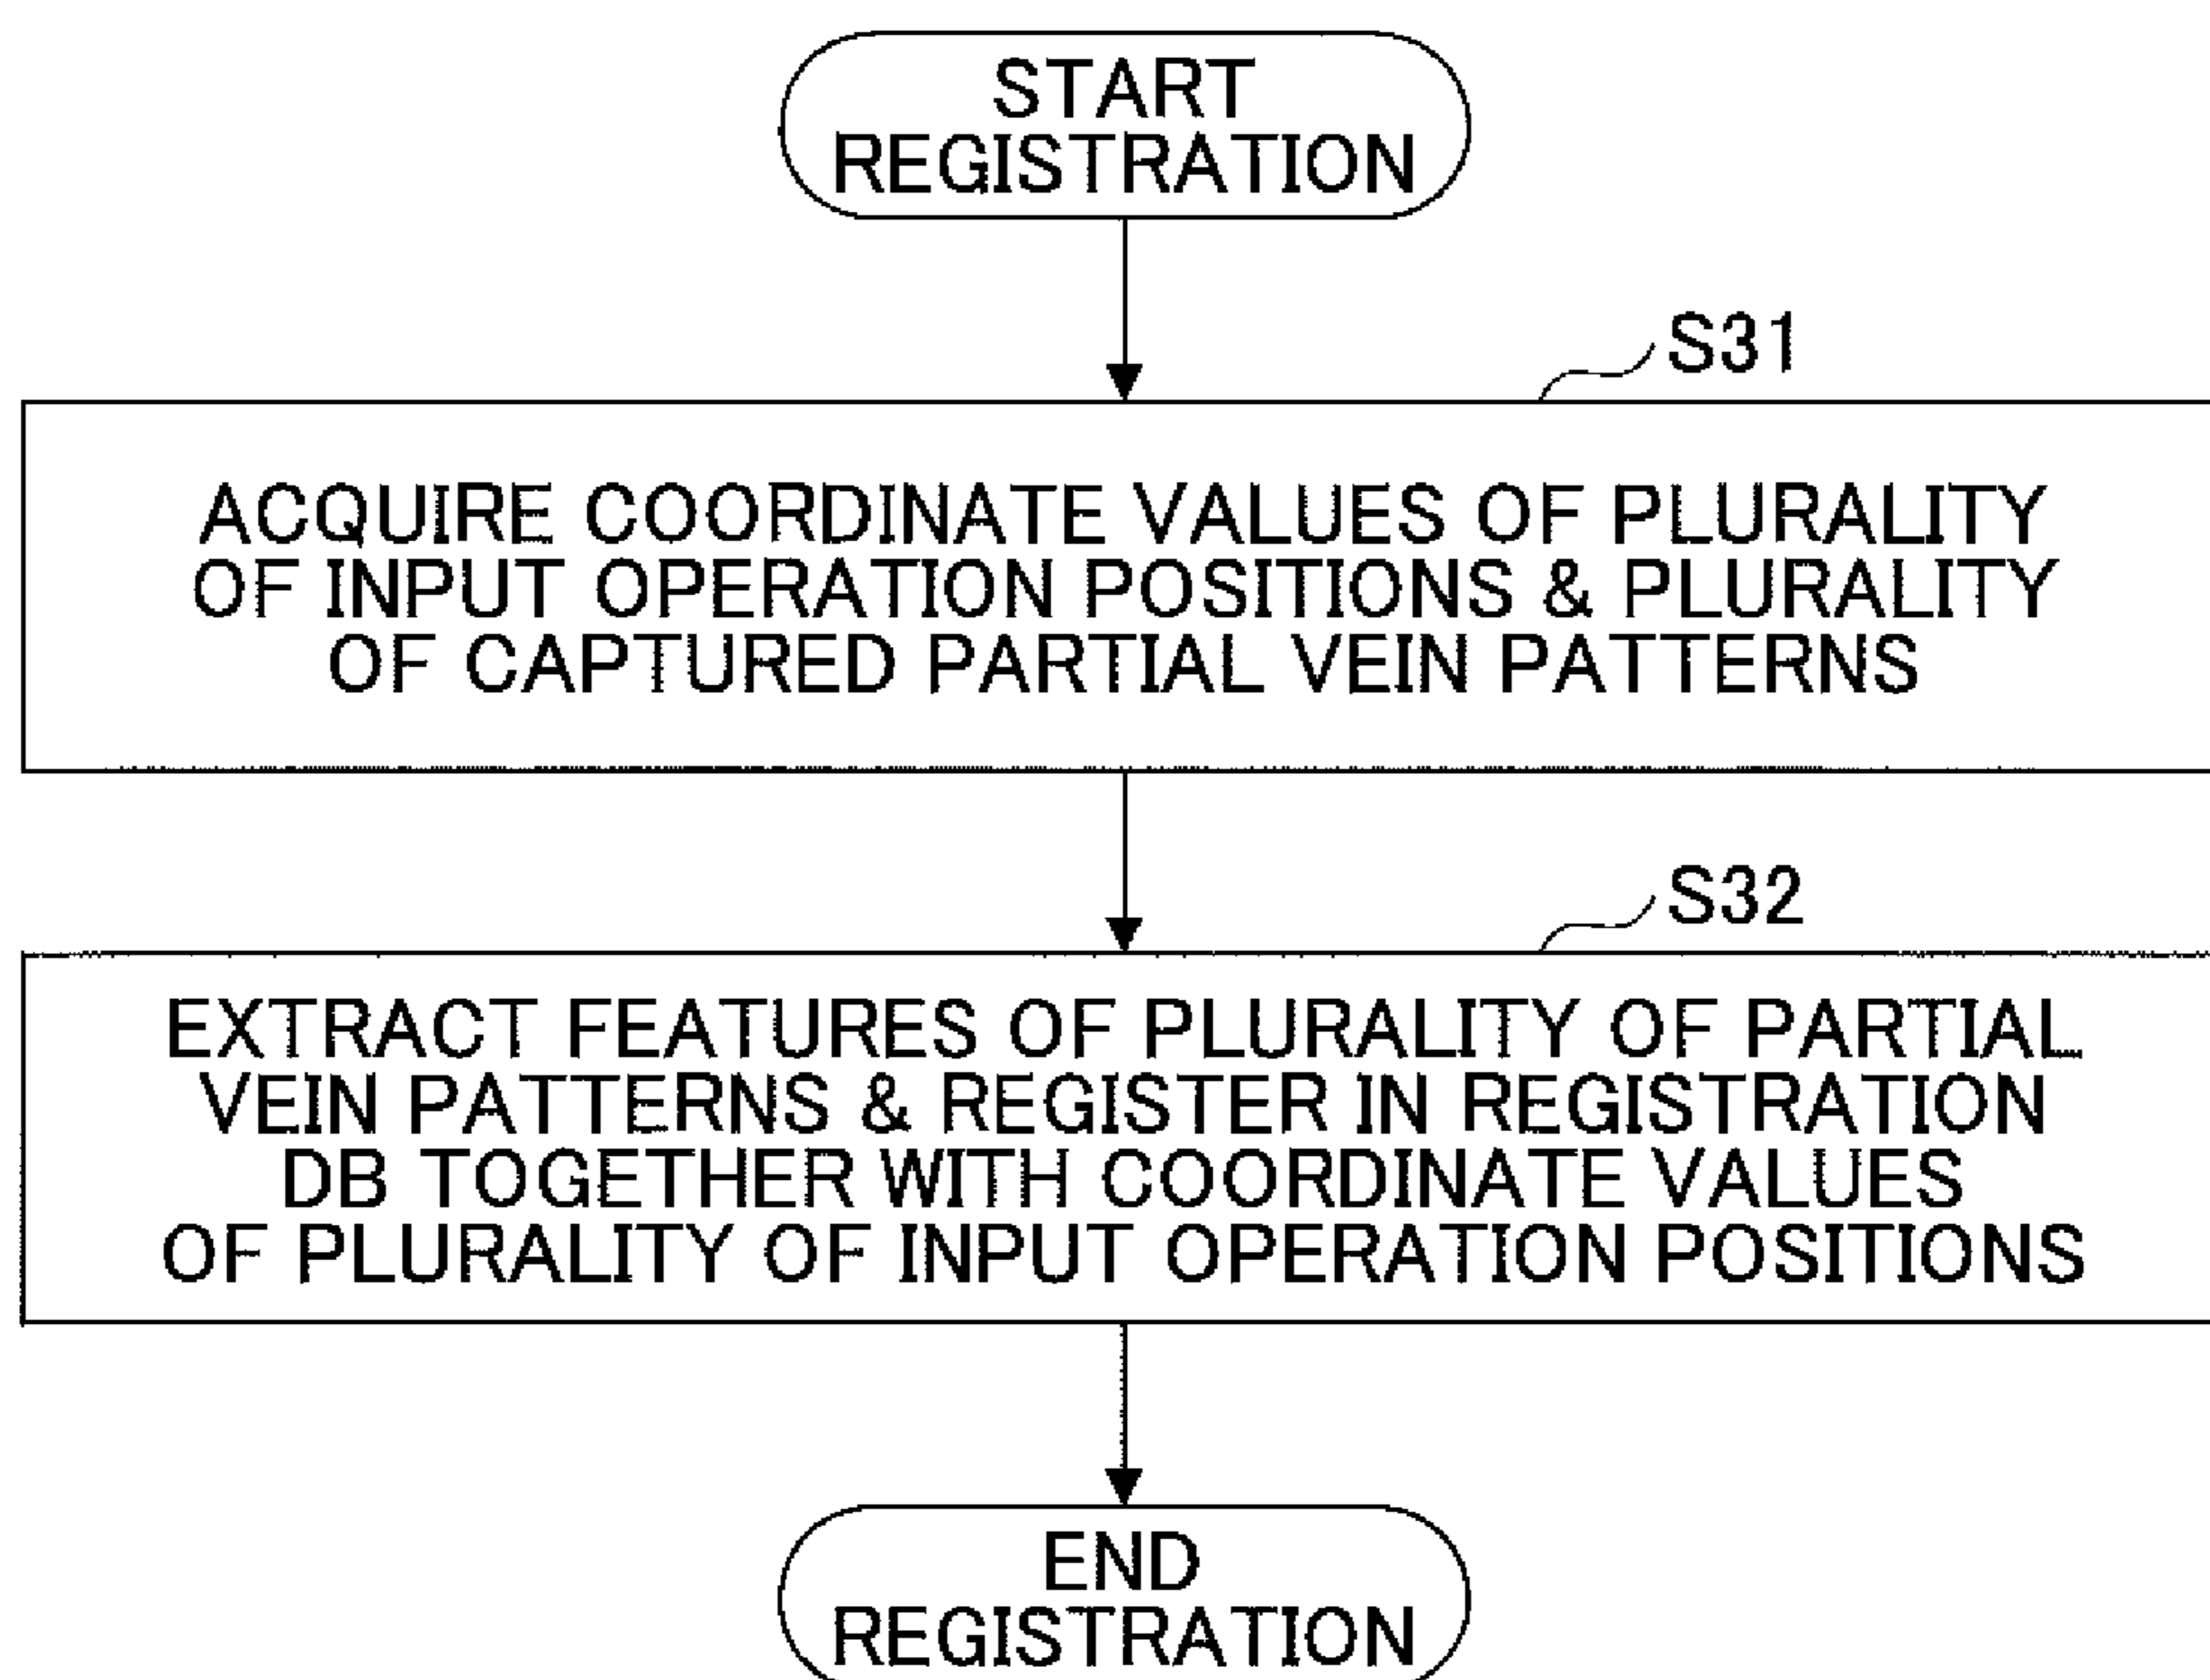 START
REGISTRATION
S31
ACQUIRE COORDINATE VALUES OF PLURALITY
OF INPUT OPERATION POSITIONS & PLURALITY
OF CAPTURED PARTIAL VEIN PATTERNS
S32
EXTRACT FEATURES OF PLURALITY OF PARTIAL
VEIN PATTERNS & REGISTER IN REGISTRATION
DB TOGETHER WITH COORDINATE VALUES
OF PLURALITY OF INPUT OPERATION POSITIONS
END
REGISTRATION